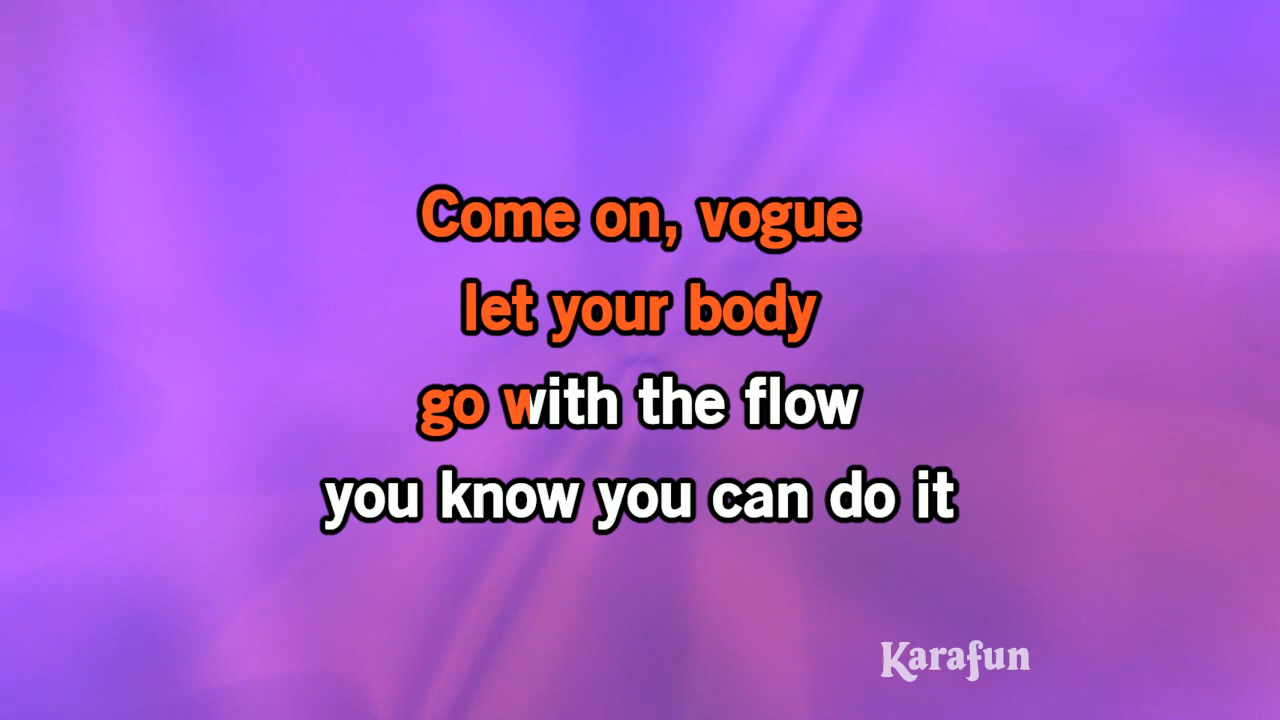 Come on, vogue
let your body
go with the flow
you know you can do it
Karafun